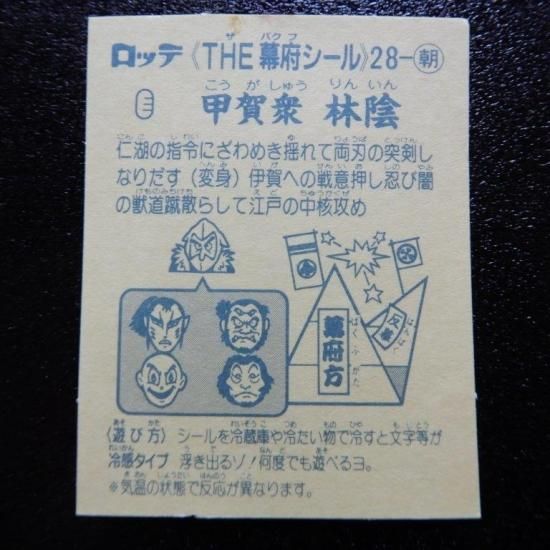 ロッテ《THE 幕府シール》28-朝
甲賀衆 林陰
仁湖の指令にざわめき揺れて両刃の突剣し
なりだす(変身)伊賀への戦意押し忍び闇
の獣道蹴散らして江戸の中核攻め
反幕
幕府方
〈遊び方〉 シールを冷蔵庫や冷たい物で冷すと文字等が
冷感タイプ 浮き出るゾ!何度でも遊べるヨ。
※気温の状態で反応が異なります。